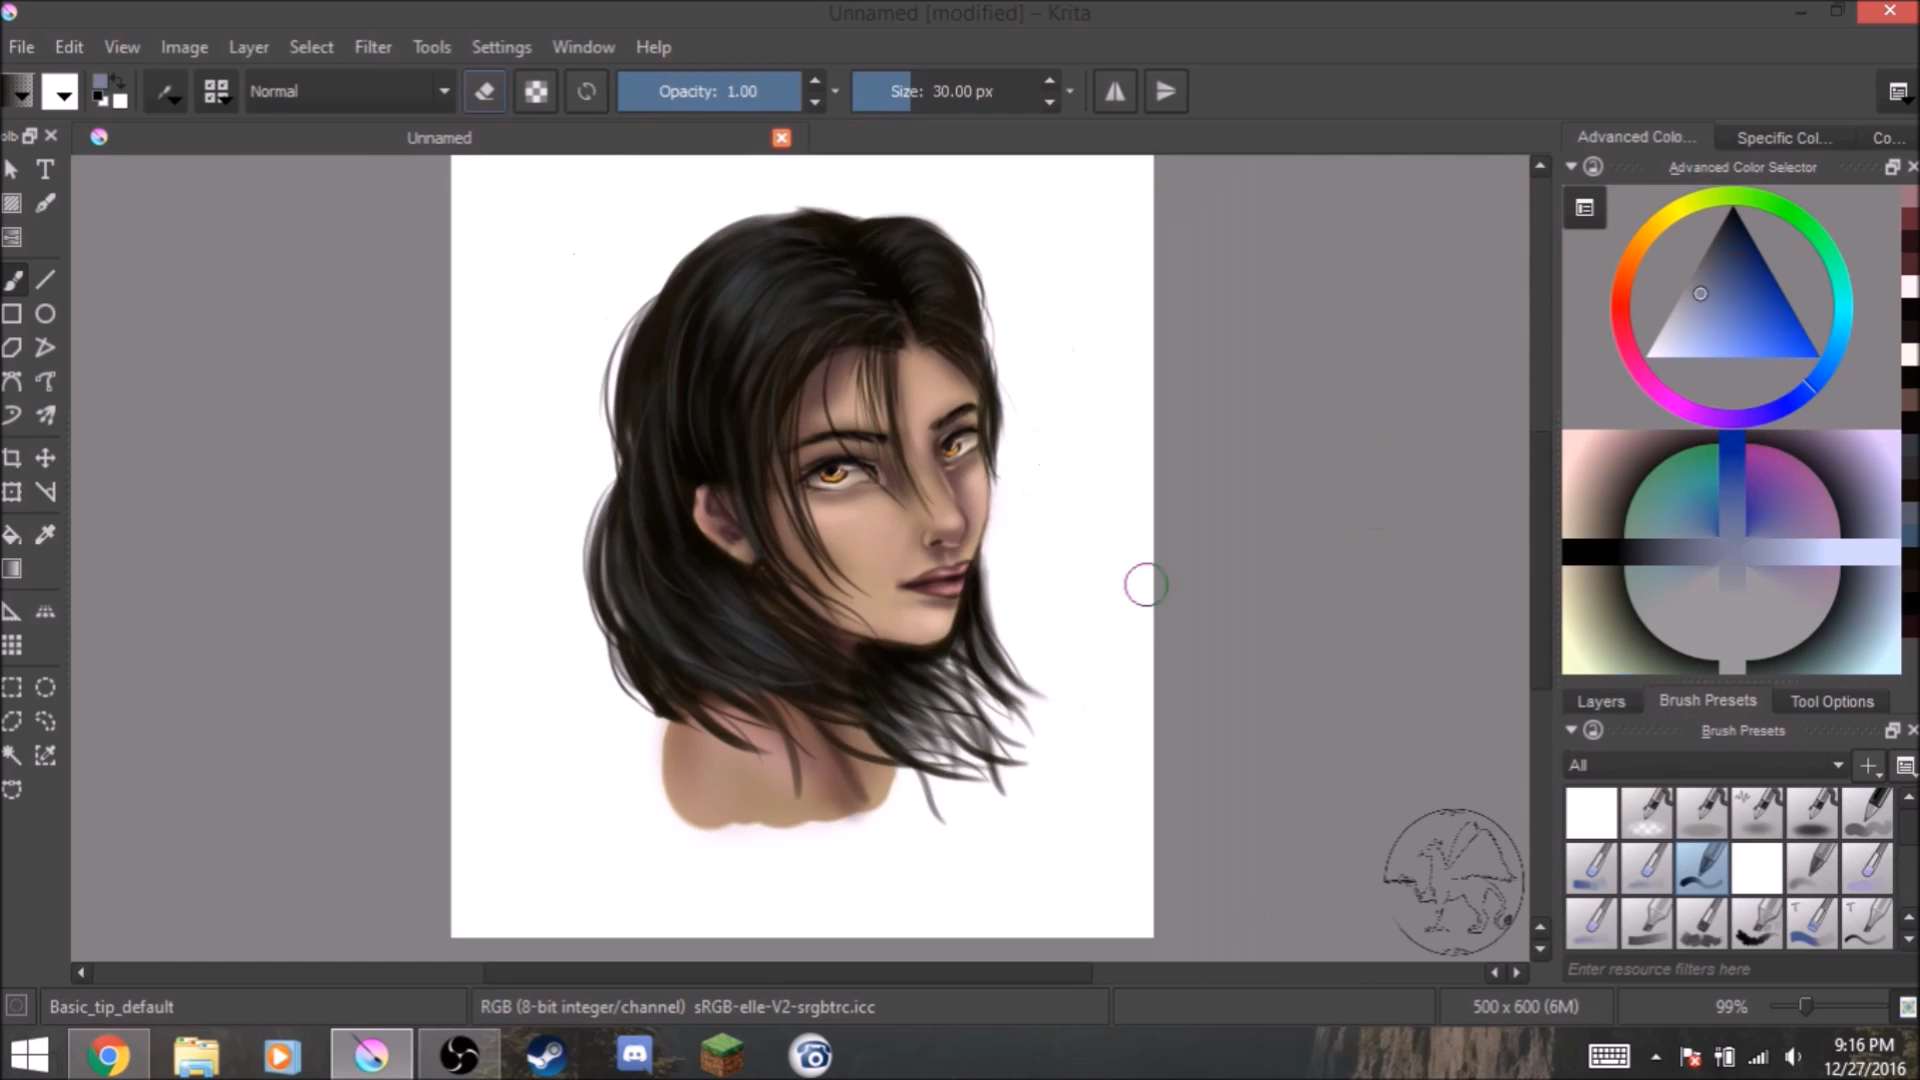 Unnamed [modified] – Krita
File Edit View Image Layer Select Filter Tools Settings Window Help
Normal Opacity: 1.00 Size: 30.00 px
Unnamed
Advanced Colo... Specific Col... Co...
Advanced Color Selector
Layers Brush Presets Tool Options
Brush Presets
All
Enter resource filters here
Basic_tip_default RGB (8-bit integer/channel) sRGB-elle-V2-srgbtrc.icc 500 x 600 (6M) 99%
9:16 PM
12/27/2016